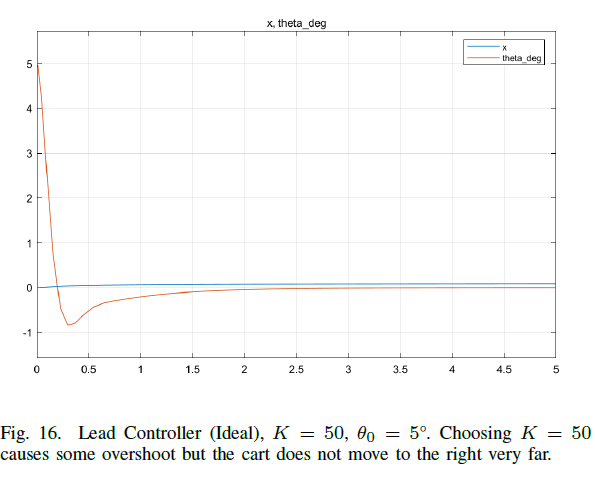 x, theta_deg
x
theta_deg
5
4
3
2
1
0
-1
0 0.5 1 1.5 2 2.5 3 3.5 4 4.5 5
Fig. 16. Lead Controller (Ideal), K = 50, θ0 = 5°. Choosing K = 50
causes some overshoot but the cart does not move to the right very far.